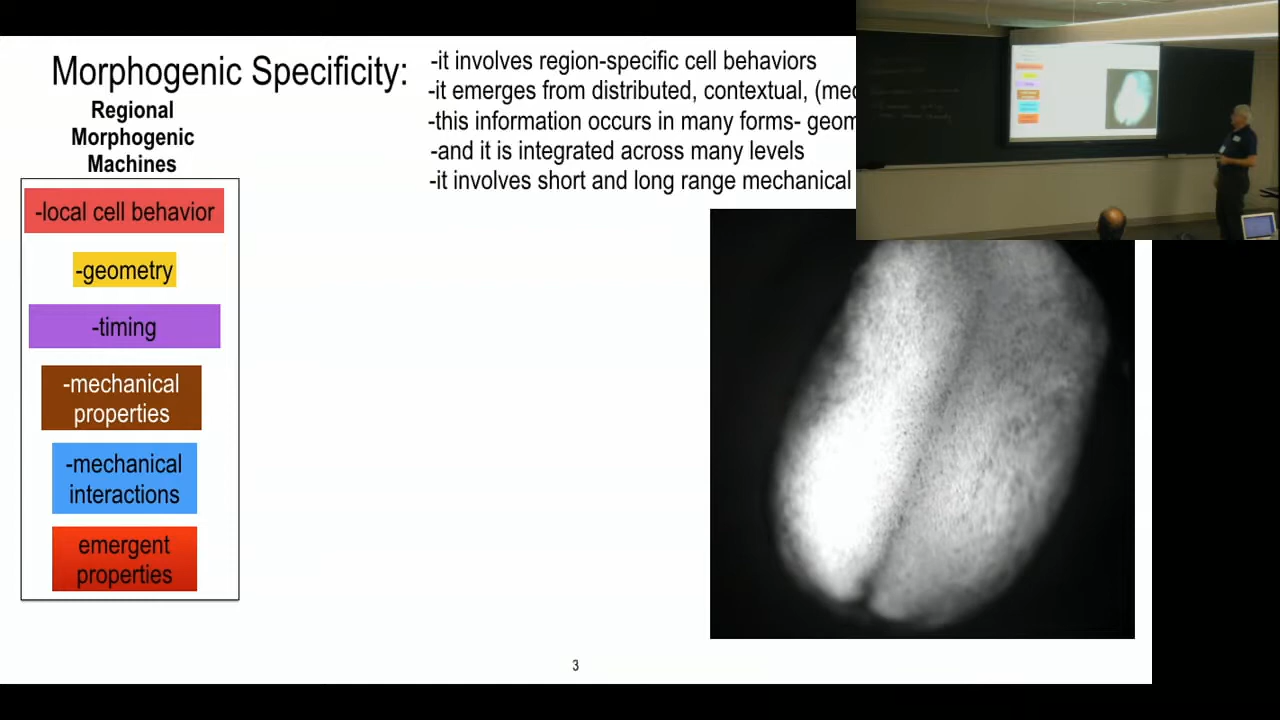 Morphogenic Specificity:
-it involves region-specific cell behaviors
-it emerges from distributed, contextual, (mec
-this information occurs in many forms- geom
-and it is integrated across many levels
-it involves short and long range mechanical
Regional
Morphogenic
Machines
-local cell behavior
-geometry
-timing
-mechanical
properties
-mechanical
interactions
emergent
properties
3